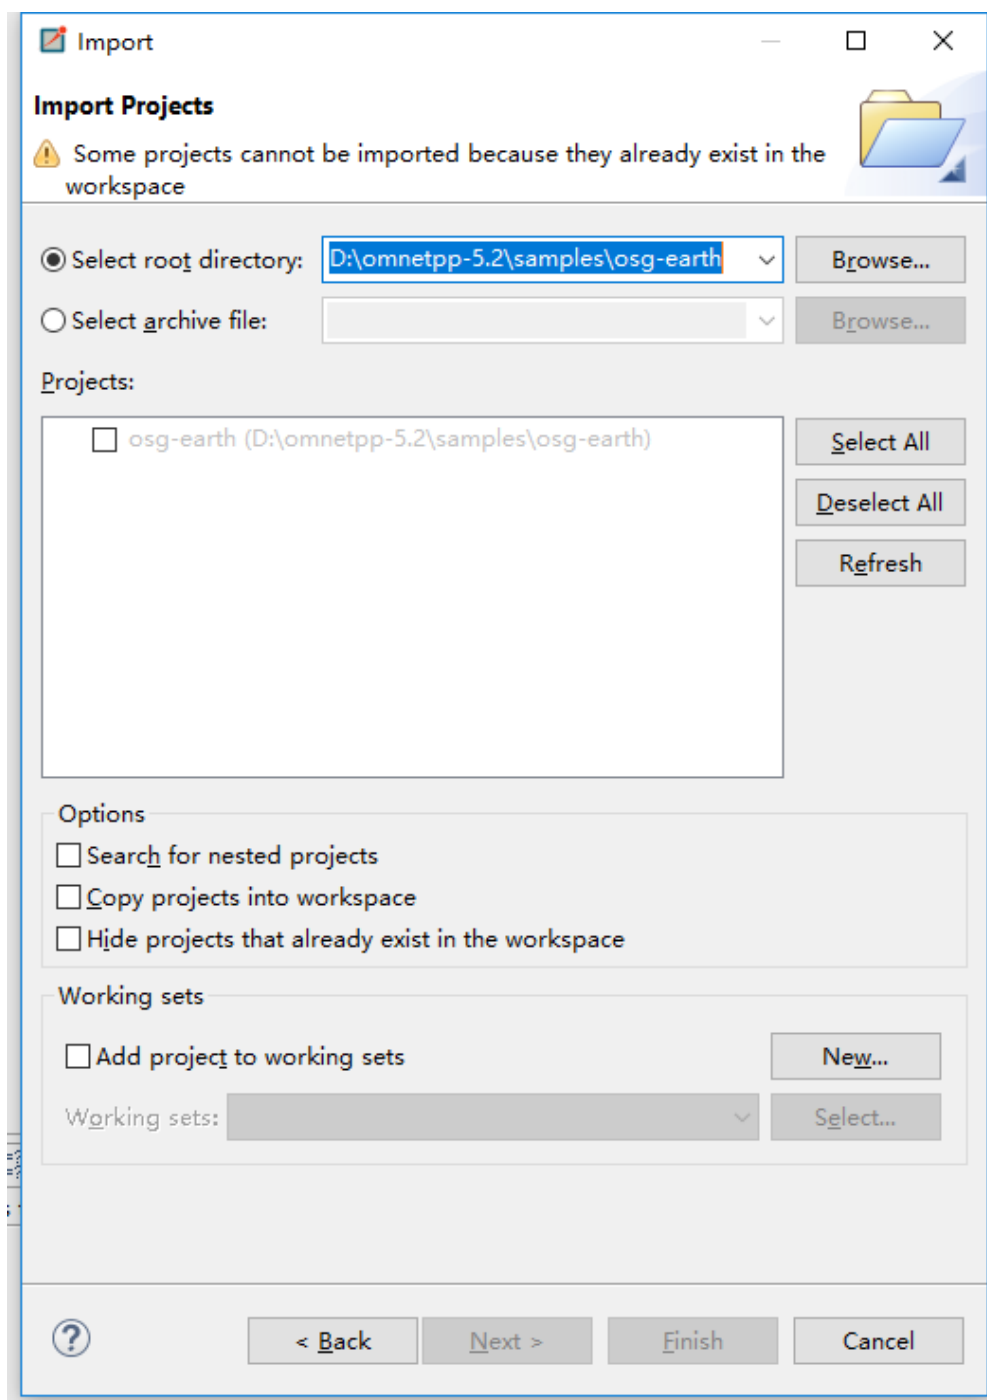 Import
Import Projects
Some projects cannot be imported because they already exist in the
workspace
Select root directory: D:\omnetpp-5.2\samples\osg-earth Browse...
Select archive file: Browse...
Projects:
osg-earth (D:\omnetpp-5.2\samples\osg-earth)
Select All
Deselect All
Refresh
Options
Search for nested projects
Copy projects into workspace
Hide projects that already exist in the workspace
Working sets
Add project to working sets New...
Working sets: Select...
? < Back Next > Finish Cancel